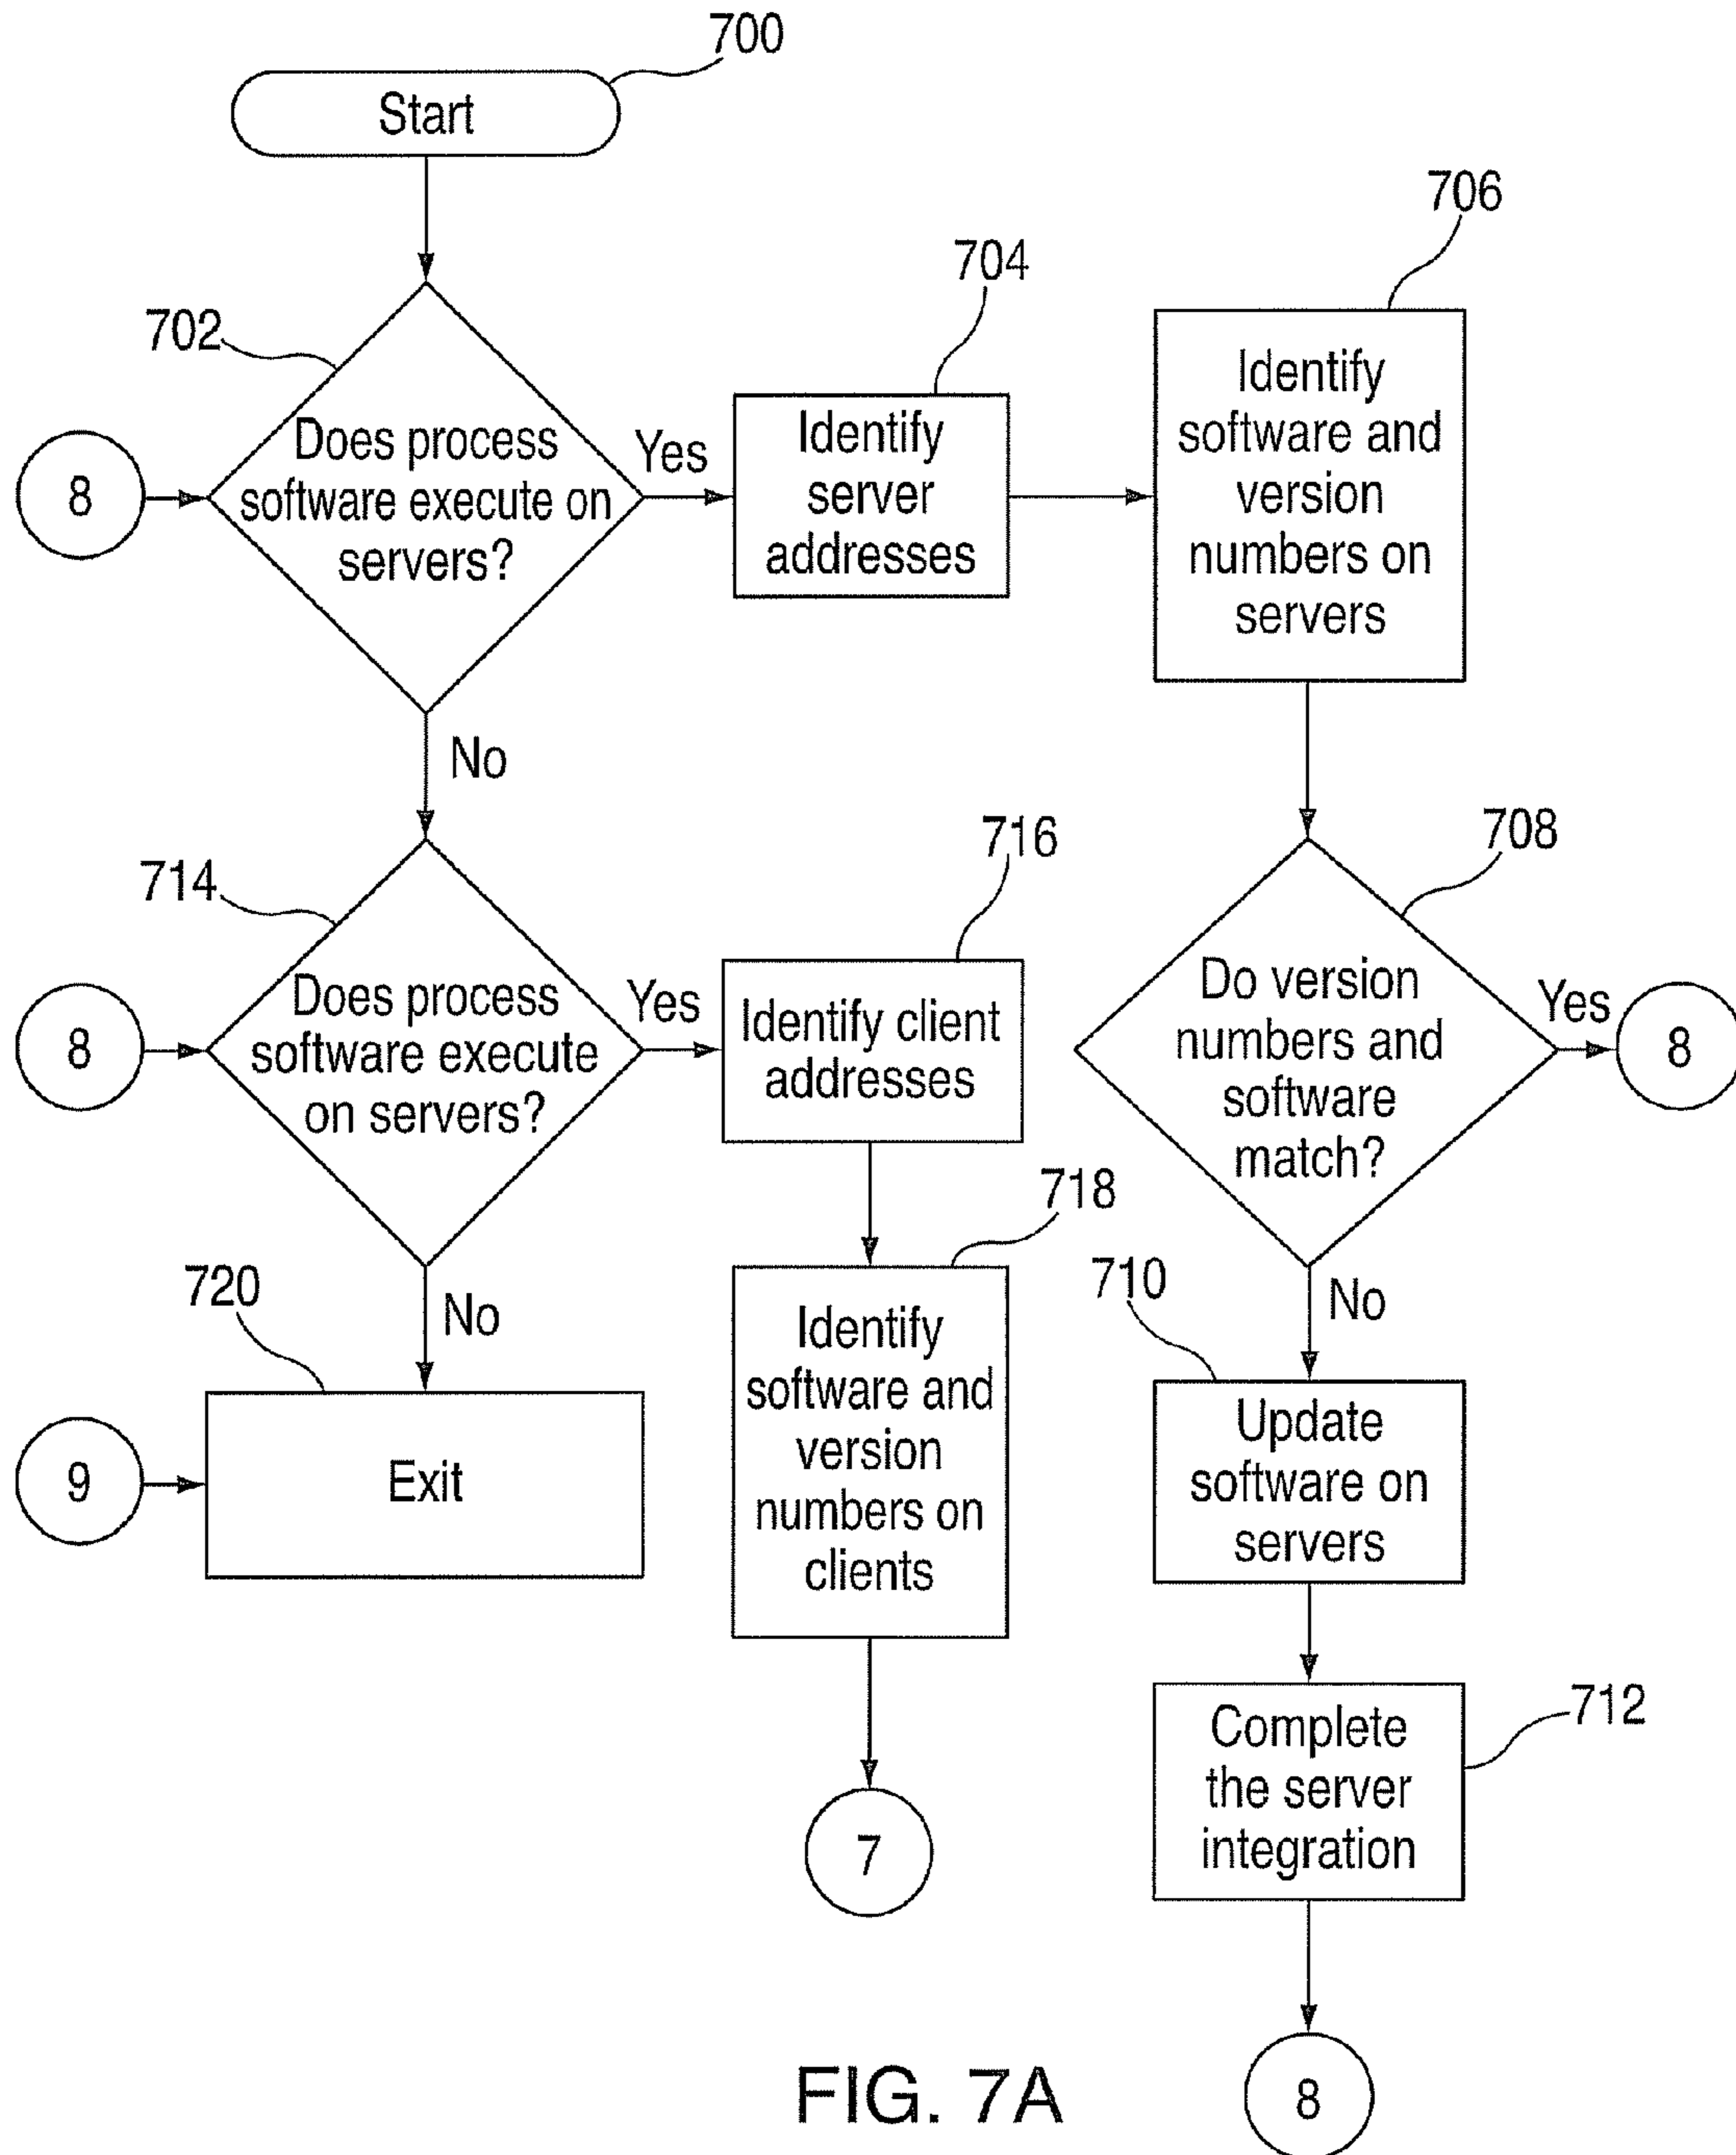 700
Start
706
704
702
Identify
software and
version
numbers on
servers
Does process
software execute on
servers?
8
Yes
Identify
server
addresses
No
714
716
708
Does process
software execute
on servers?
8
Yes
Identify client
addresses
Do version
numbers and
software
match?
Yes
8
718
720
No
710
No
Identify
software and
version
numbers on
clients
9
Exit
Update
software on
servers
712
Complete
the server
integration
7
8
FIG. 7A